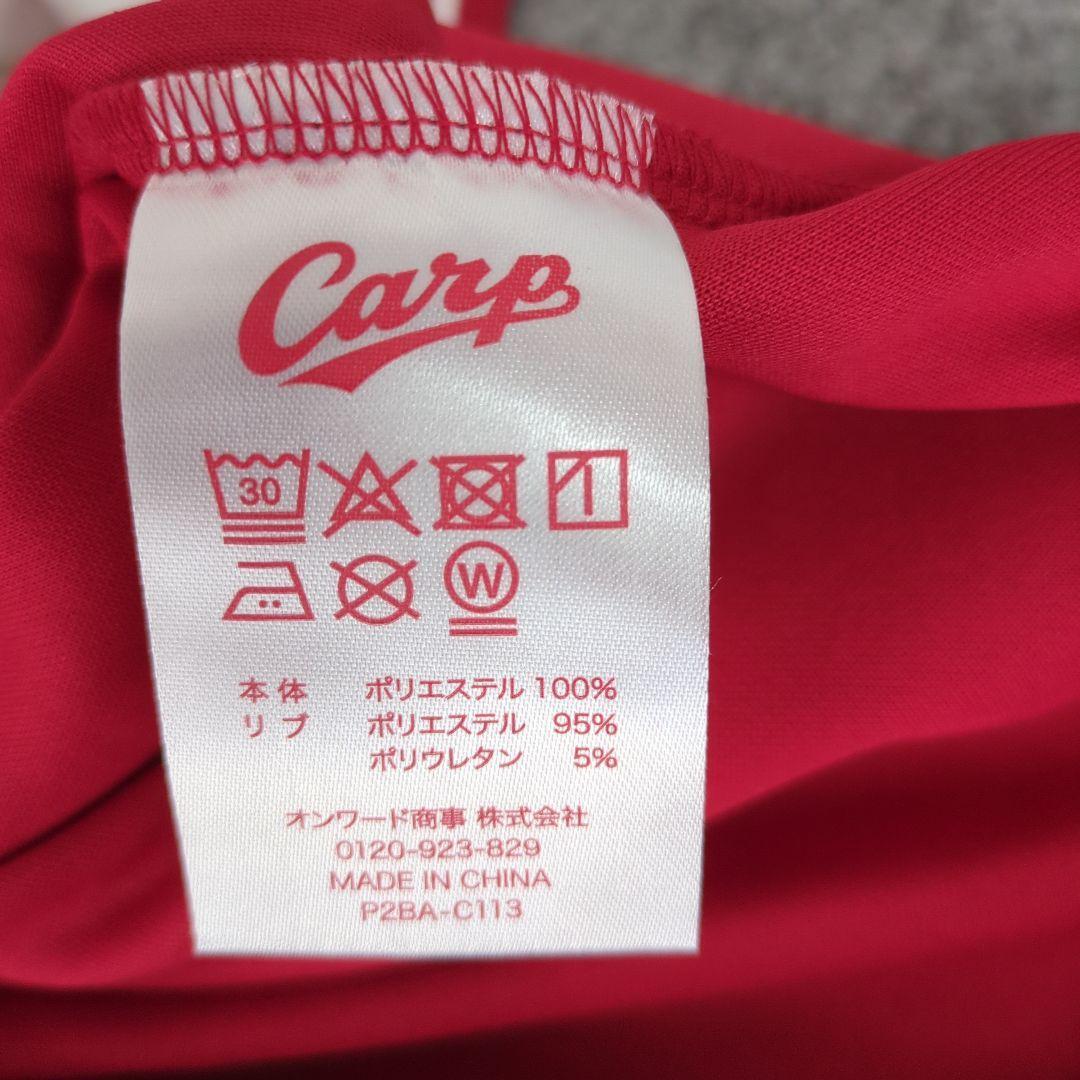 Carp
30
W
本体 ポリエステル 100%
リブ ポリエステル 95%
ポリウレタン 5%
オンワード商事 株式会社
0120-923-829
MADE IN CHINA
P2BA-C113